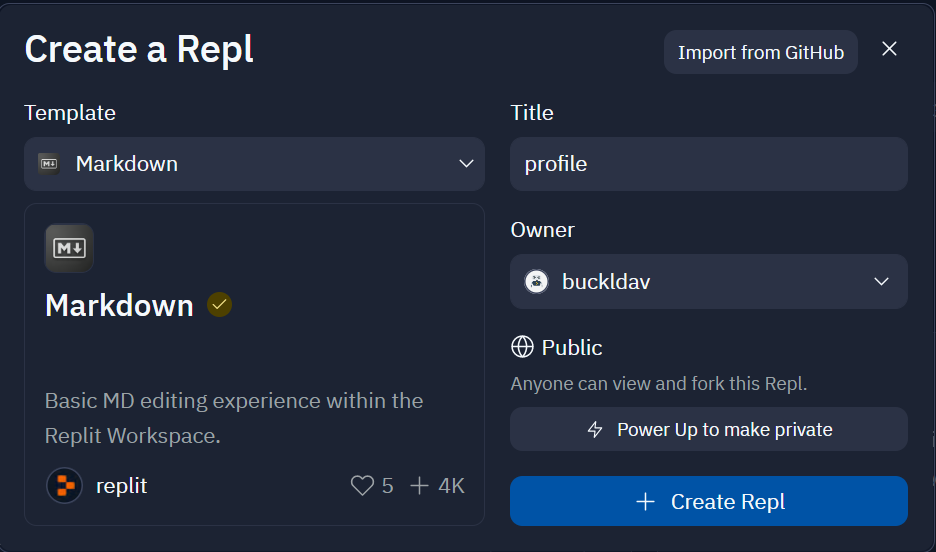 Create a Repl
Import from GitHub
Template
Markdown
M↓
Markdown
Basic MD editing experience within the
Replit Workspace.
replit
5
4K
Title
profile
Owner
buckldav
Public
Anyone can view and fork this Repl.
Power Up to make private
Create Repl